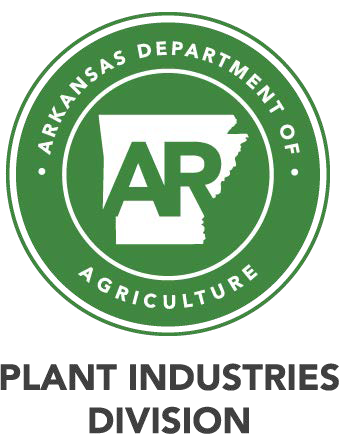 • ARKANSAS DEPARTMENT OF •
AR
AGRICULTURE
PLANT INDUSTRIES
DIVISION